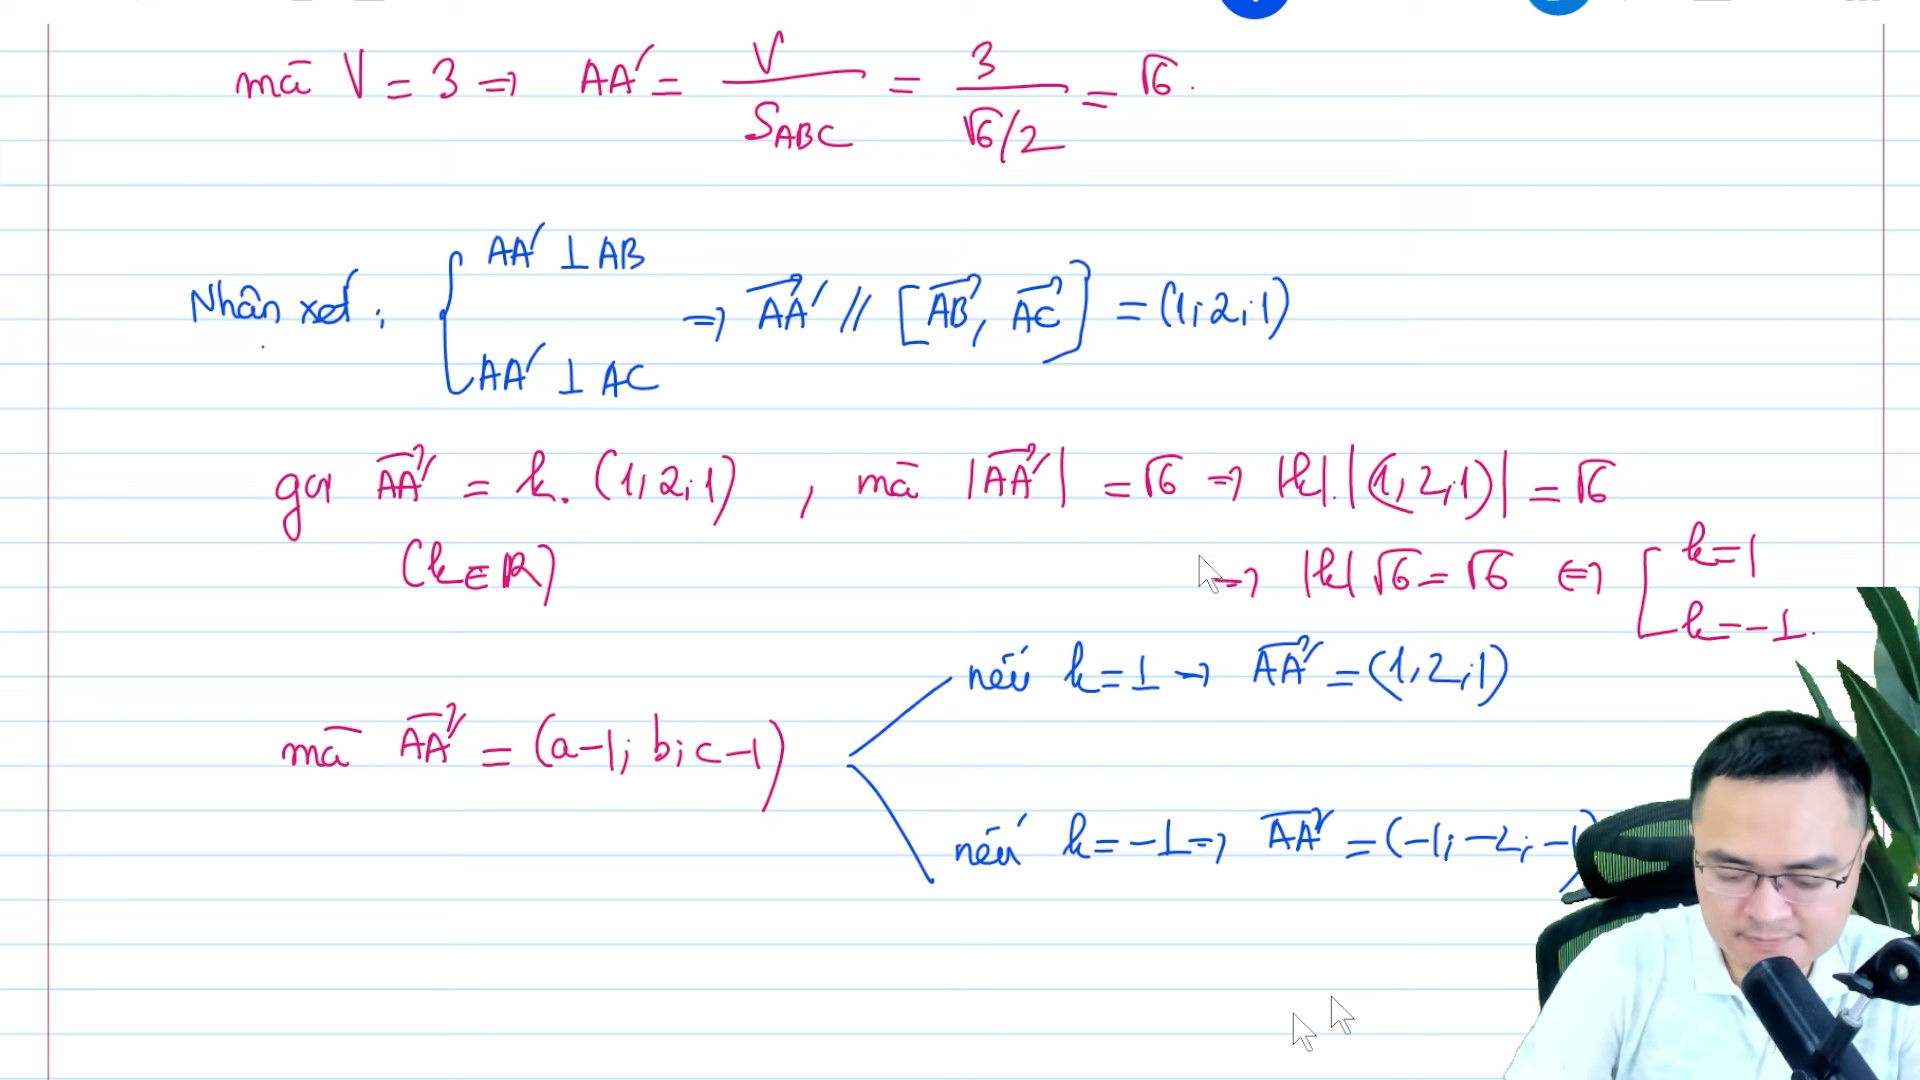 mà V = 3 ⇒ AA' = V / S_ABC = 3 / (√6/2) = √6.
Nhận xét: { AA' ⊥ AB
AA' ⊥ AC ⇒ AA'⃗ // [AB⃗, AC⃗] = (1; 2; 1)
gọi AA'⃗ = k. (1; 2; 1), mà |AA'⃗| = √6 ⇒ |k|.|(1; 2; 1)| = √6
(k ∈ R) ⇒ |k|√6 = √6 ⇔ [ k = 1
k = -1.
mà AA'⃗ = (a-1; b; c-1)
nếu k = 1 → AA'⃗ = (1; 2; 1)
nếu k = -1 ⇒ AA'⃗ = (-1; -2; -1)